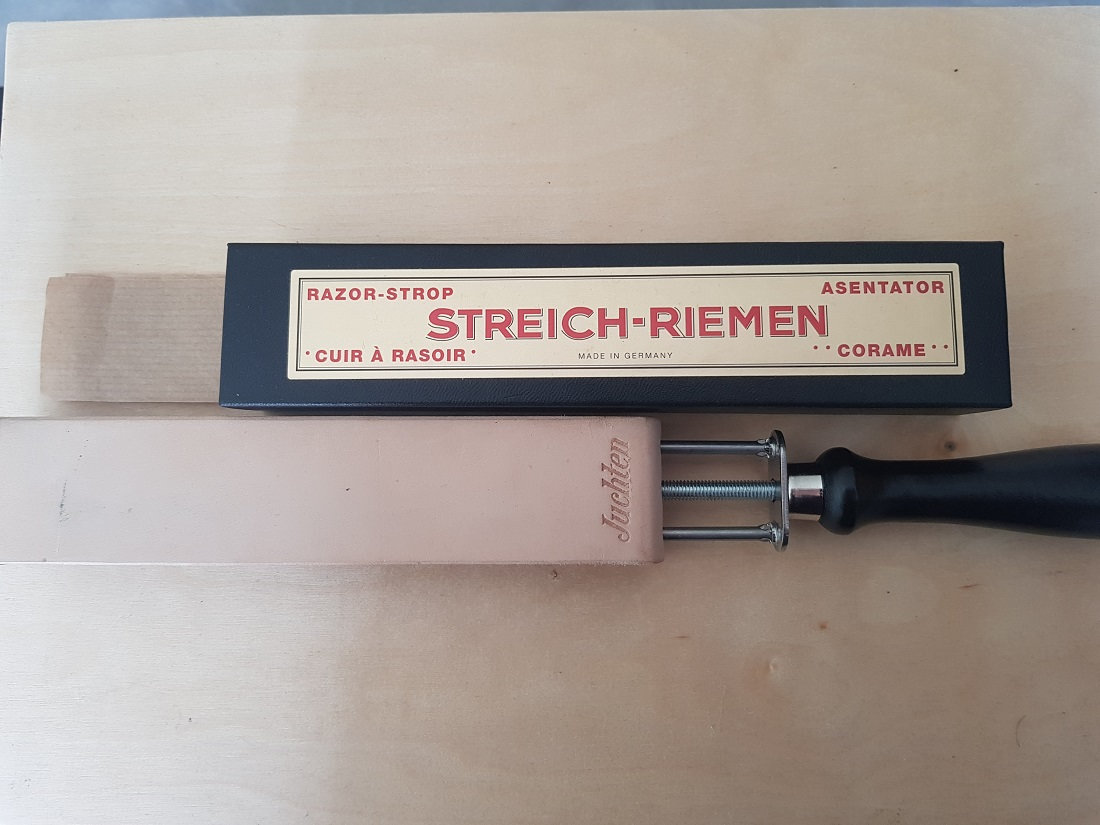 RAZOR-STROP
ASENTATOR
STREICH-RIEMEN
· CUIR À RASOIR ·
MADE IN GERMANY
·· CORAME ··
Juchten